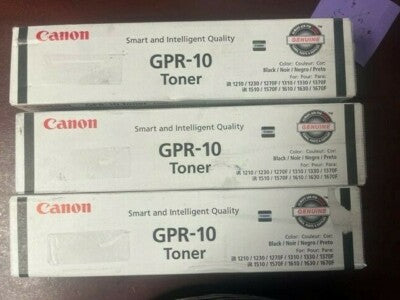 Canon
Smart and Intelligent Quality
GPR-10
Toner
GENUINE
Color: Couleur: Cor:
Black / Noir / Negro / Preto
For: Pour: Para:
iR 1210 / 1230 / 1270F / 1310 / 1330 / 1370F
iR 1510 / 1570F / 1610 / 1630 / 1670F
Canon
Smart and Intelligent Quality
GPR-10
Toner
GENUINE
Color: Couleur: Cor:
Black / Noir / Negro / Preto
For: Pour: Para:
iR 1210 / 1230 / 1270F / 1310 / 1330 / 1370F
iR 1510 / 1570F / 1610 / 1630 / 1670F
Canon
Smart and Intelligent Quality
GPR-10
Toner
GENUINE
Color: Couleur: Cor:
Black / Noir / Negro / Preto
For: Pour: Para:
iR 1210 / 1230 / 1270F / 1310 / 1330 / 1370F
iR 1510 / 1570F / 1610 / 1630 / 1670F